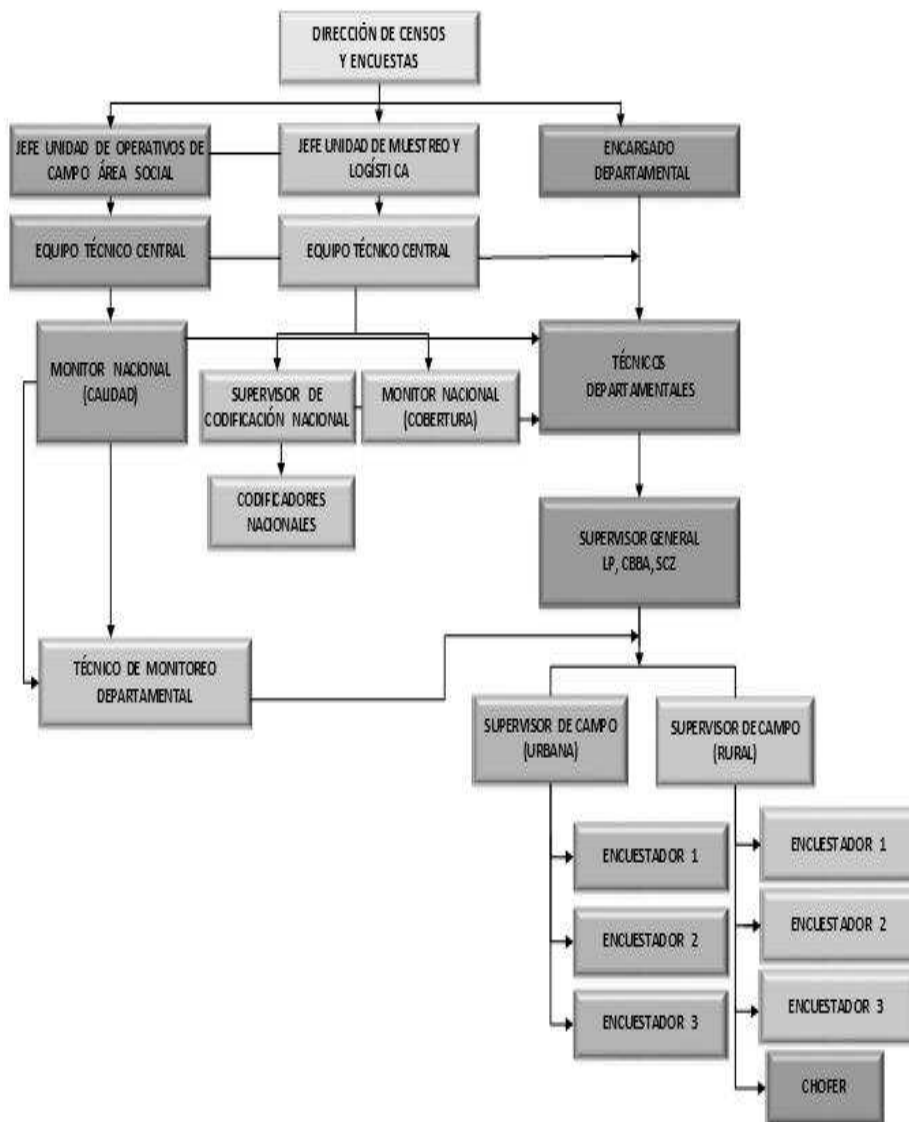 DIRECCIÓN DE CENSOS
Y ENCUESTAS
JEFE UNIDAD DE OPERATIVOS DE
CAMPO ÁREA SOCIAL
JEFE UNIDAD DE MUESTREO Y
LOGÍSTICA
ENCARGADO
DEPARTAMENTAL
EQUIPO TÉCNICO CENTRAL
EQUIPO TÉCNICO CENTRAL
MONITOR NACIONAL
(CALIDAD)
SUPERVISOR DE
CODIFICACIÓN NACIONAL
MONITOR NACIONAL
(COBERTURA)
TÉCNICOS
DEPARTAMENTALES
CODIFICADORES
NACIONALES
SUPERVISOR GENERAL
LP, CBBA, SCZ
TÉCNICO DE MONITOREO
DEPARTAMENTAL
SUPERVISOR DE CAMPO
(URBANA)
SUPERVISOR DE CAMPO
(RURAL)
ENCUESTADOR 1
ENCUESTADOR 2
ENCUESTADOR 3
ENCUESTADOR 1
ENCUESTADOR 2
ENCUESTADOR 3
CHOFER